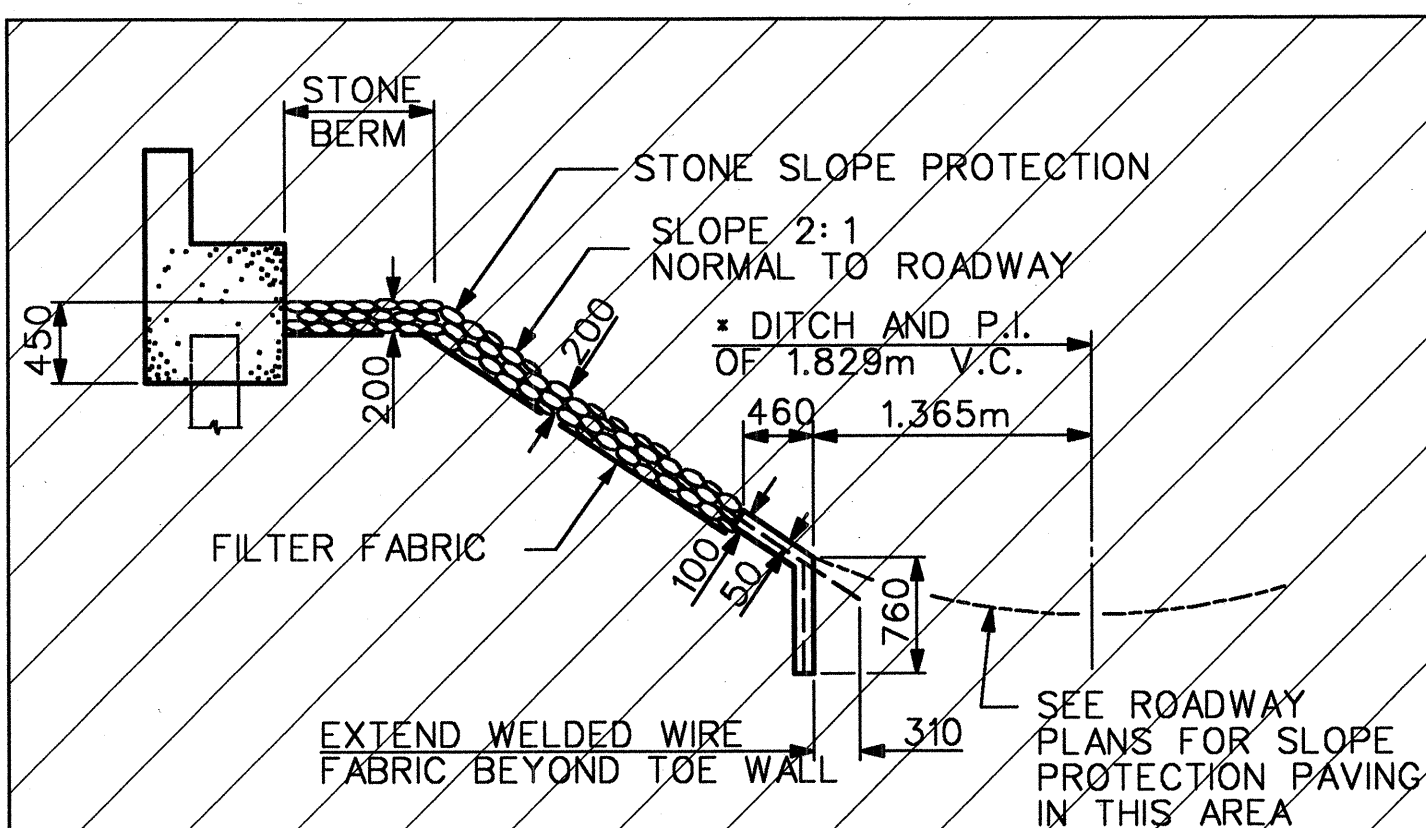 STONE
BERM
STONE SLOPE PROTECTION
SLOPE 2:1
NORMAL TO ROADWAY
* DITCH AND P.I.
OF 1.829m V.C.
450
200
200
460
1.365m
FILTER FABRIC
100
50
760
310
EXTEND WELDED WIRE
FABRIC BEYOND TOE WALL
SEE ROADWAY
PLANS FOR SLOPE
PROTECTION PAVING
IN THIS AREA